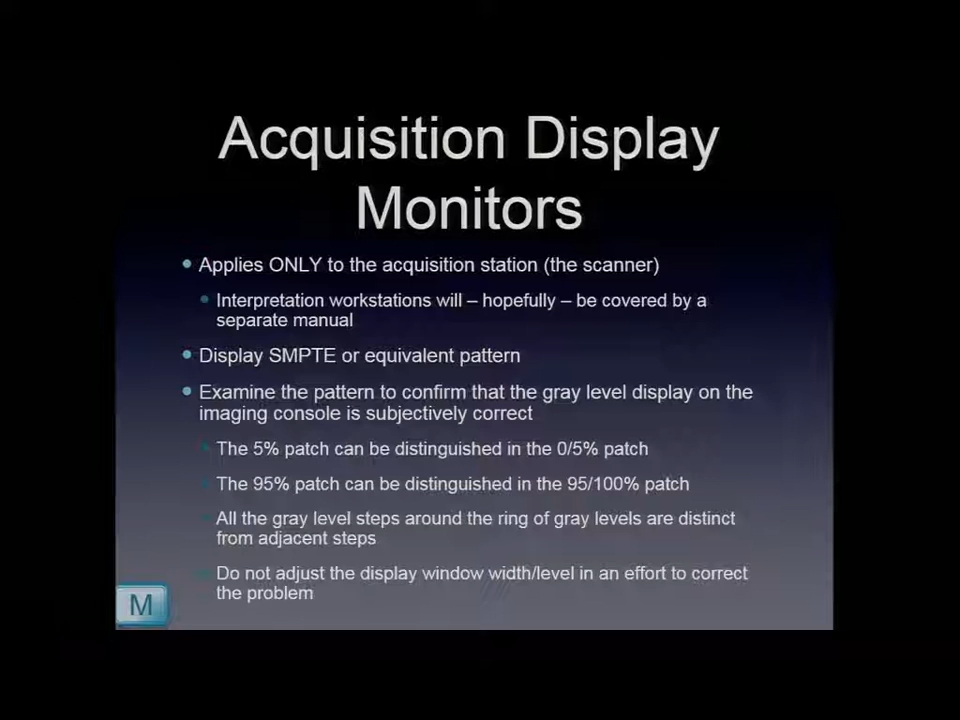 Acquisition Display
Monitors
Applies ONLY to the acquisition station (the scanner)
Interpretation workstations will – hopefully – be covered by a
separate manual
Display SMPTE or equivalent pattern
Examine the pattern to confirm that the gray level display on the
imaging console is subjectively correct
The 5% patch can be distinguished in the 0/5% patch
The 95% patch can be distinguished in the 95/100% patch
All the gray level steps around the ring of gray levels are distinct
from adjacent steps
Do not adjust the display window width/level in an effort to correct
the problem
M